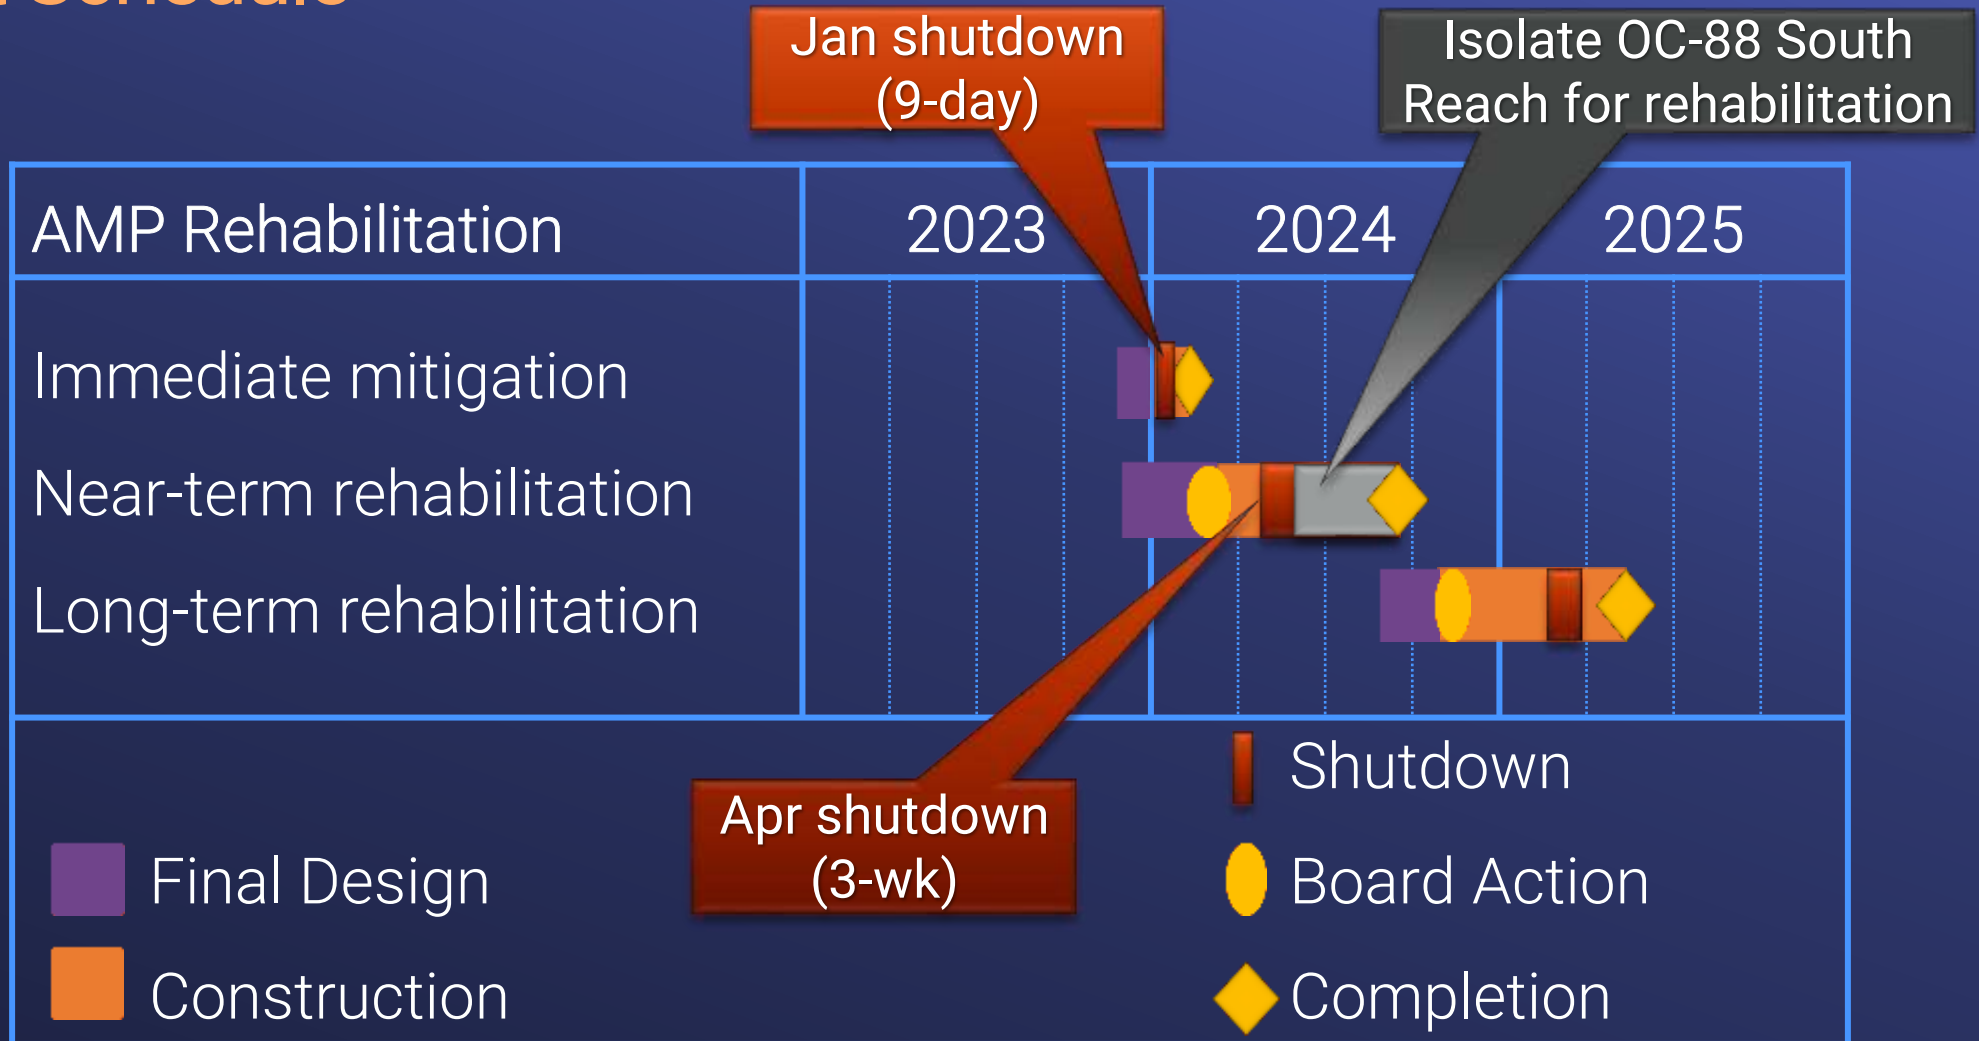 Schedule
Jan shutdown
(9-day)
Isolate OC-88 South
Reach for rehabilitation
AMP Rehabilitation
2023
2024
2025
Immediate mitigation
Near-term rehabilitation
Long-term rehabilitation
Apr shutdown
(3-wk)
Shutdown
Final Design
Board Action
Construction
Completion